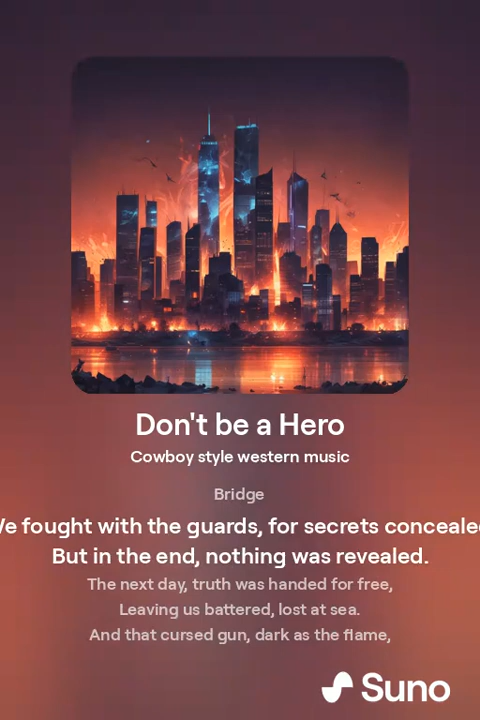 Don't be a Hero
Cowboy style western music
Bridge
We fought with the guards, for secrets concealed
But in the end, nothing was revealed.
The next day, truth was handed for free,
Leaving us battered, lost at sea.
And that cursed gun, dark as the flame,
Suno